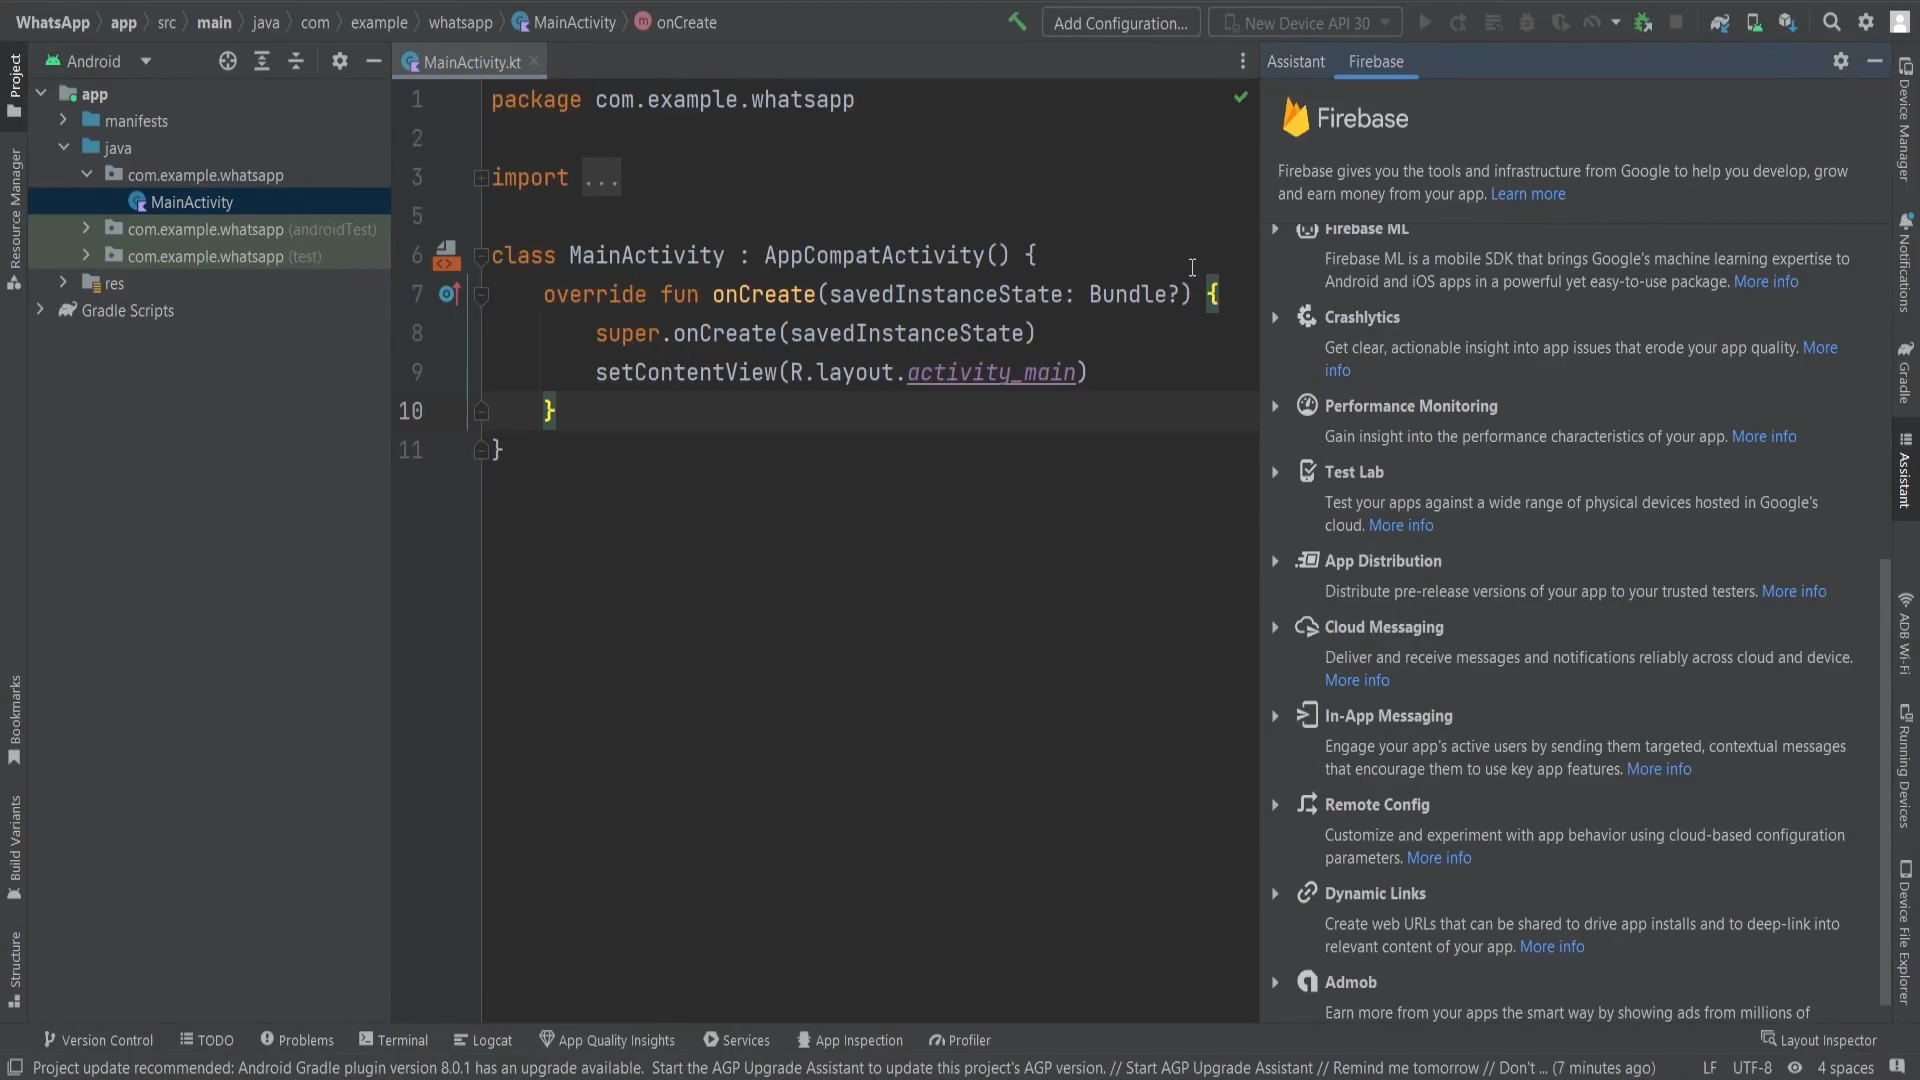 WhatsApp app src main java com example whatsapp MainActivity onCreate
Add Configuration...
New Device API 30
Android
MainActivity.kt
Assistant
Firebase
Project
Resource Manager
Bookmarks
Build Variants
Structure
app
manifests
java
com.example.whatsapp
MainActivity
com.example.whatsapp (androidTest)
com.example.whatsapp (test)
res
Gradle Scripts
1 package com.example.whatsapp
2
3 import ...
5
6 class MainActivity : AppCompatActivity() {
7 override fun onCreate(savedInstanceState: Bundle?) {
8 super.onCreate(savedInstanceState)
9 setContentView(R.layout.activity_main)
10 }
11 }
Firebase
Firebase gives you the tools and infrastructure from Google to help you develop, grow
and earn money from your app. Learn more
Firebase ML
Firebase ML is a mobile SDK that brings Google's machine learning expertise to
Android and iOS apps in a powerful yet easy-to-use package. More info
Crashlytics
Get clear, actionable insight into app issues that erode your app quality. More
info
Performance Monitoring
Gain insight into the performance characteristics of your app. More info
Test Lab
Test your apps against a wide range of physical devices hosted in Google's
cloud. More info
App Distribution
Distribute pre-release versions of your app to your trusted testers. More info
Cloud Messaging
Deliver and receive messages and notifications reliably across cloud and device.
More info
In-App Messaging
Engage your app's active users by sending them targeted, contextual messages
that encourage them to use key app features. More info
Remote Config
Customize and experiment with app behavior using cloud-based configuration
parameters. More info
Dynamic Links
Create web URLs that can be shared to drive app installs and to deep-link into
relevant content of your app. More info
Admob
Earn more from your apps the smart way by showing ads from millions of
Device Manager
Notifications
Gradle
Assistant
ADB Wi-Fi
Running Devices
Device File Explorer
Version Control
TODO
Problems
Terminal
Logcat
App Quality Insights
Services
App Inspection
Profiler
Layout Inspector
Project update recommended: Android Gradle plugin version 8.0.1 has an upgrade available. Start the AGP Upgrade Assistant to update this project's AGP version. // Start AGP Upgrade Assistant // Remind me tomorrow // Don't ... (7 minutes ago)
LF UTF-8 4 spaces